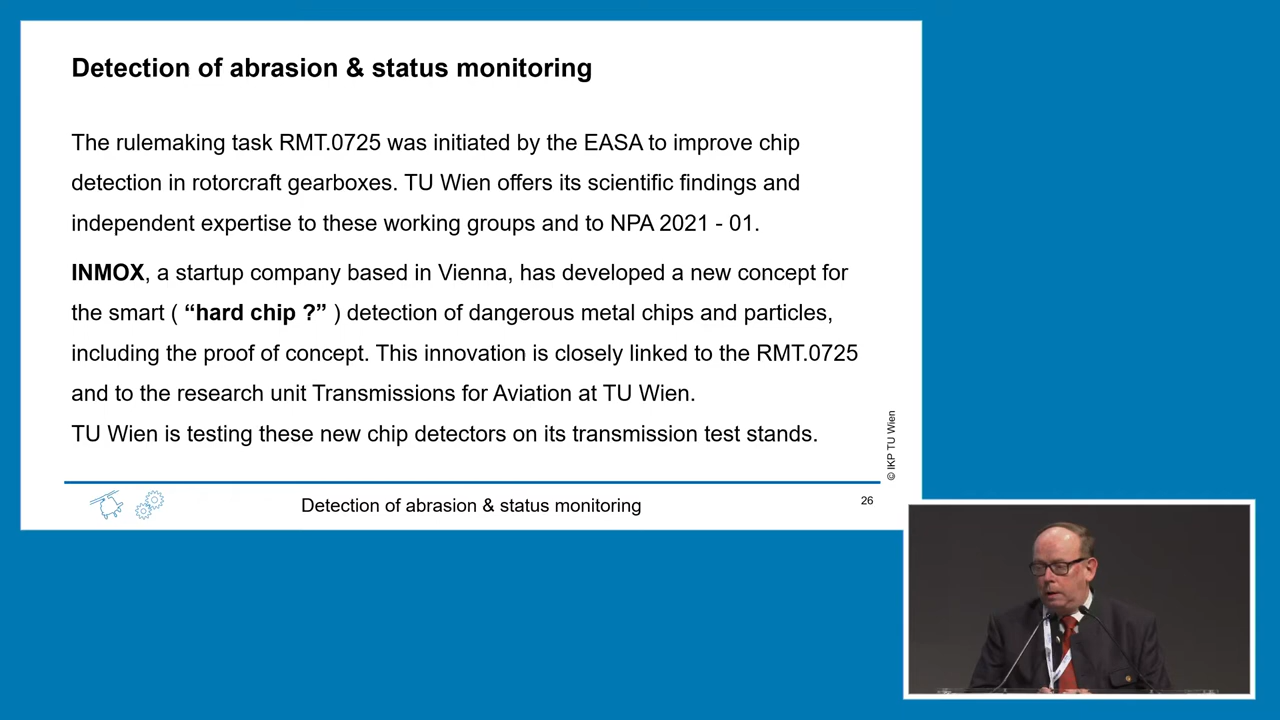 Detection of abrasion & status monitoring
The rulemaking task RMT.0725 was initiated by the EASA to improve chip
detection in rotorcraft gearboxes. TU Wien offers its scientific findings and
independent expertise to these working groups and to NPA 2021 - 01.
INMOX, a startup company based in Vienna, has developed a new concept for
the smart ( “hard chip ?” ) detection of dangerous metal chips and particles,
including the proof of concept. This innovation is closely linked to the RMT.0725
and to the research unit Transmissions for Aviation at TU Wien.
TU Wien is testing these new chip detectors on its transmission test stands.
© IKP TU Wien
Detection of abrasion & status monitoring
26